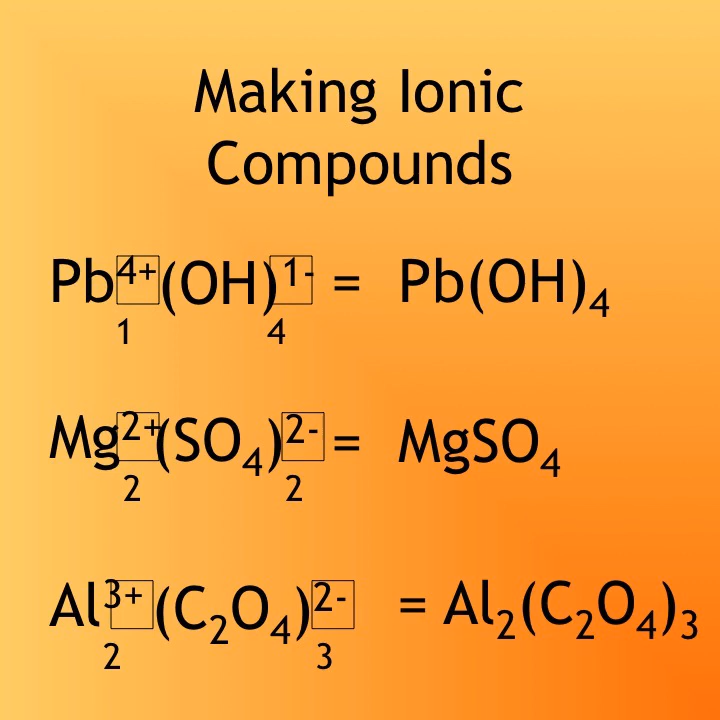 Making Ionic
Compounds
Pb⁴⁺(OH)¹⁻ = Pb(OH)₄
1 4
Mg²⁺(SO₄)²⁻ = MgSO₄
2 2
Al³⁺(C₂O₄)²⁻ = Al₂(C₂O₄)₃
2 3